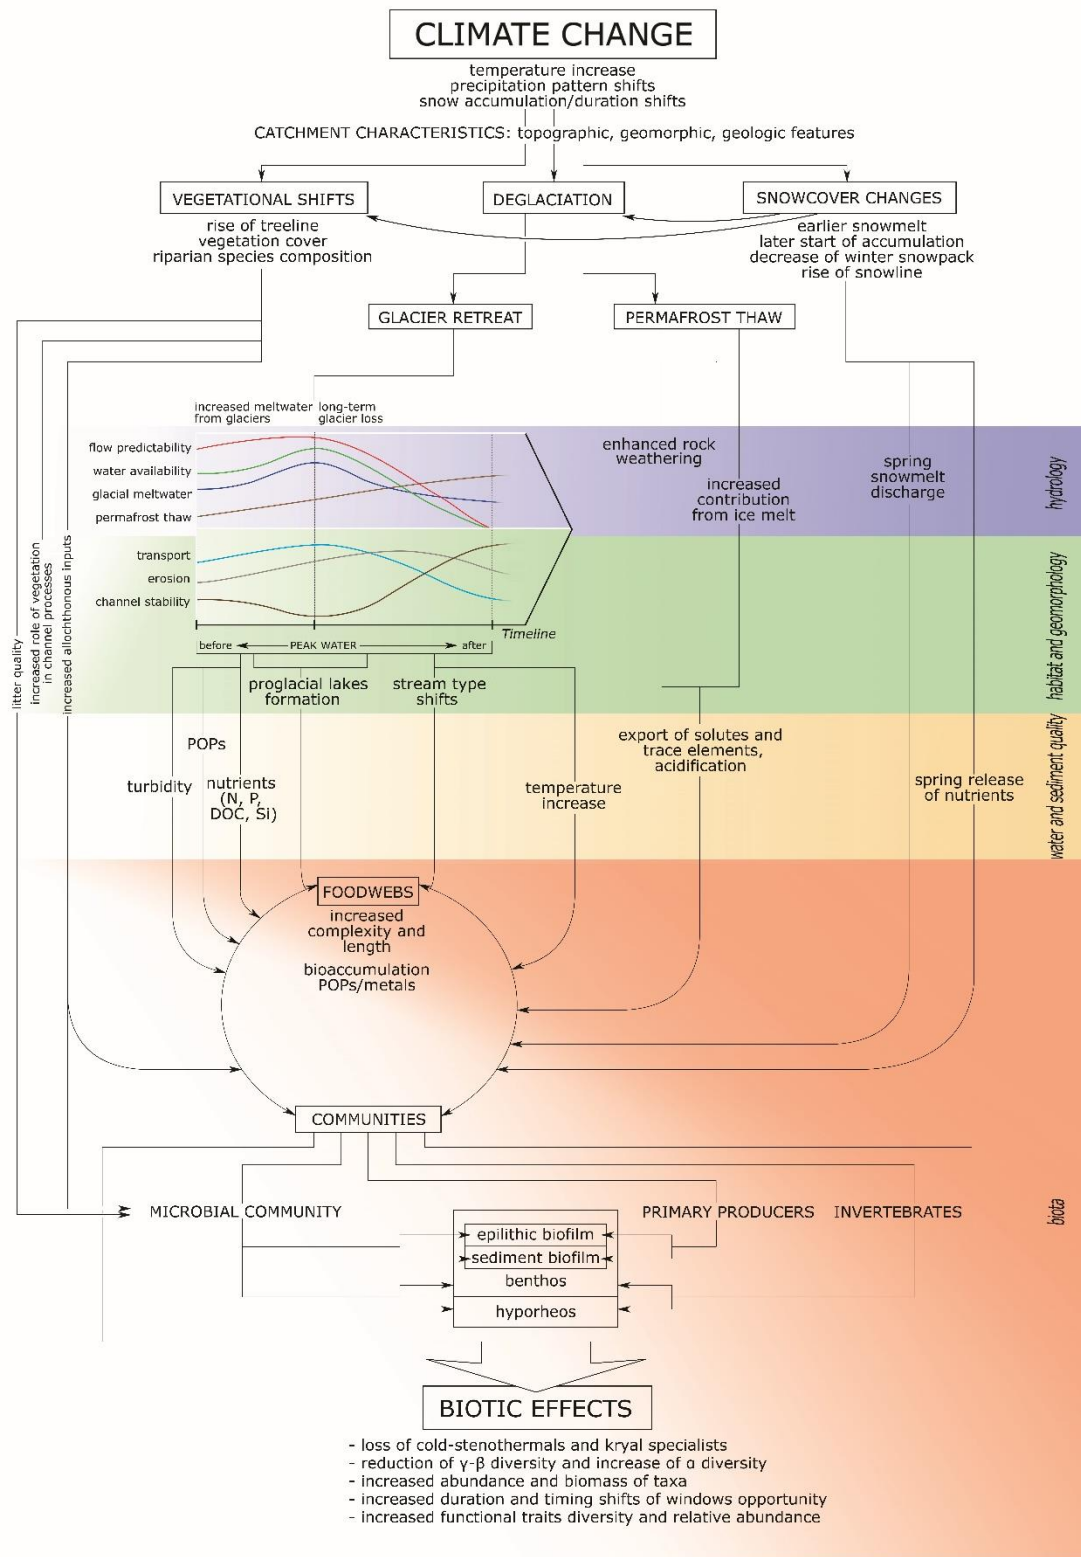 CLIMATE CHANGE
temperature increase
precipitation pattern shifts
snow accumulation/duration shifts
CATCHMENT CHARACTERISTICS: topographic, geomorphic, geologic features
VEGETATIONAL SHIFTS
DEGLACIATION
SNOWCOVER CHANGES
rise of treeline
vegetation cover
riparian species composition
earlier snowmelt
later start of accumulation
decrease of winter snowpack
rise of snowline
GLACIER RETREAT
PERMAFROST THAW
increased meltwater
from glaciers
long-term
glacier loss
flow predictability
water availability
glacial meltwater
permafrost thaw
enhanced rock
weathering
increased
contribution
from ice melt
spring
snowmelt
discharge
hydrology
transport
erosion
channel stability
Timeline
before
PEAK WATER
after
litter quality
increased role of vegetation
in channel processes
increased allochthonous inputs
proglacial lakes
formation
stream type
shifts
habitat and geomorphology
POPs
turbidity
nutrients
(N, P,
DOC, Si)
temperature
increase
export of solutes and
trace elements,
acidification
spring release
of nutrients
water and sediment quality
FOODWEBS
increased
complexity and
length
bioaccumulation
POPs/metals
COMMUNITIES
MICROBIAL COMMUNITY
PRIMARY PRODUCERS
INVERTEBRATES
biota
epilithic biofilm
sediment biofilm
benthos
hyporheos
BIOTIC EFFECTS
- loss of cold-stenothermals and kryal specialists
- reduction of γ-β diversity and increase of α diversity
- increased abundance and biomass of taxa
- increased duration and timing shifts of windows opportunity
- increased functional traits diversity and relative abundance